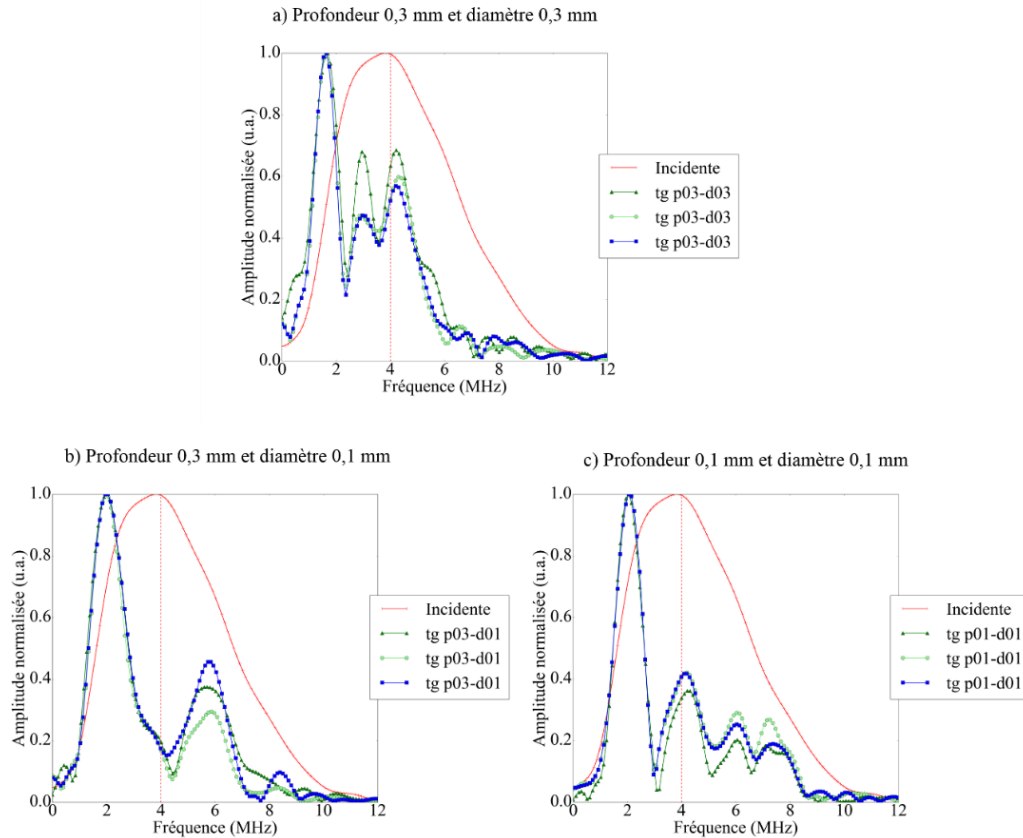 a) Profondeur 0,3 mm et diamètre 0,3 mm
Amplitude normalisée (u.a.)
1.0
0.8
0.6
0.4
0.2
0.0
0 2 4 6 8 10 12
Fréquence (MHz)
Incidente
tg p03-d03
tg p03-d03
tg p03-d03
b) Profondeur 0,3 mm et diamètre 0,1 mm
Amplitude normalisée (u.a.)
1.0
0.8
0.6
0.4
0.2
0.0
0 2 4 6 8 10 12
Fréquence (MHz)
Incidente
tg p03-d01
tg p03-d01
tg p03-d01
c) Profondeur 0,1 mm et diamètre 0,1 mm
Amplitude normalisée (u.a.)
1.0
0.8
0.6
0.4
0.2
0.0
0 2 4 6 8 10 12
Fréquence (MHz)
Incidente
tg p01-d01
tg p01-d01
tg p01-d01